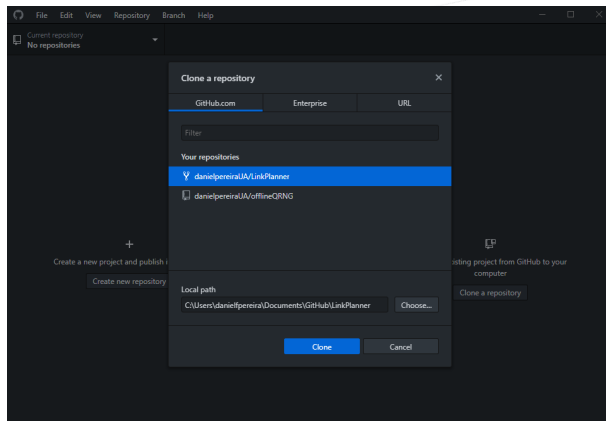 File Edit View Repository Branch Help
Current repository
No repositories
Clone a repository
GitHub.com Enterprise URL
Filter
Your repositories
danielpereiraUA/LinkPlanner
danielpereiraUA/offlineQRNG
Create a new project and publish i
Create new repository
isting project from GitHub to your
computer
Clone a repository
Local path
C:\Users\danielfpereira\Documents\GitHub\LinkPlanner Choose...
Clone Cancel